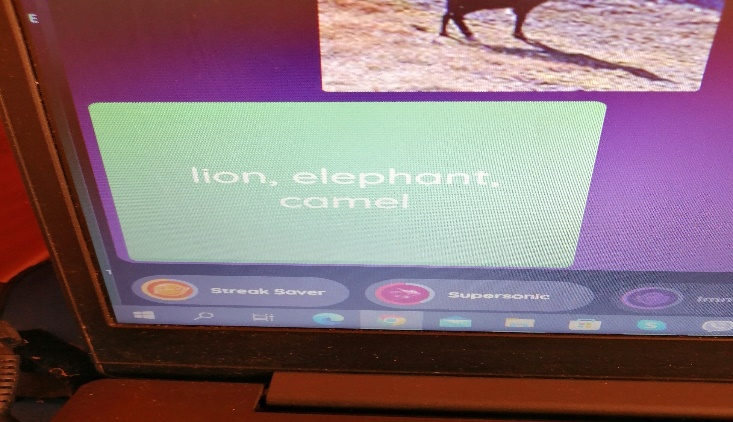 lion, elephant,
camel
Streak Saver
Supersonic